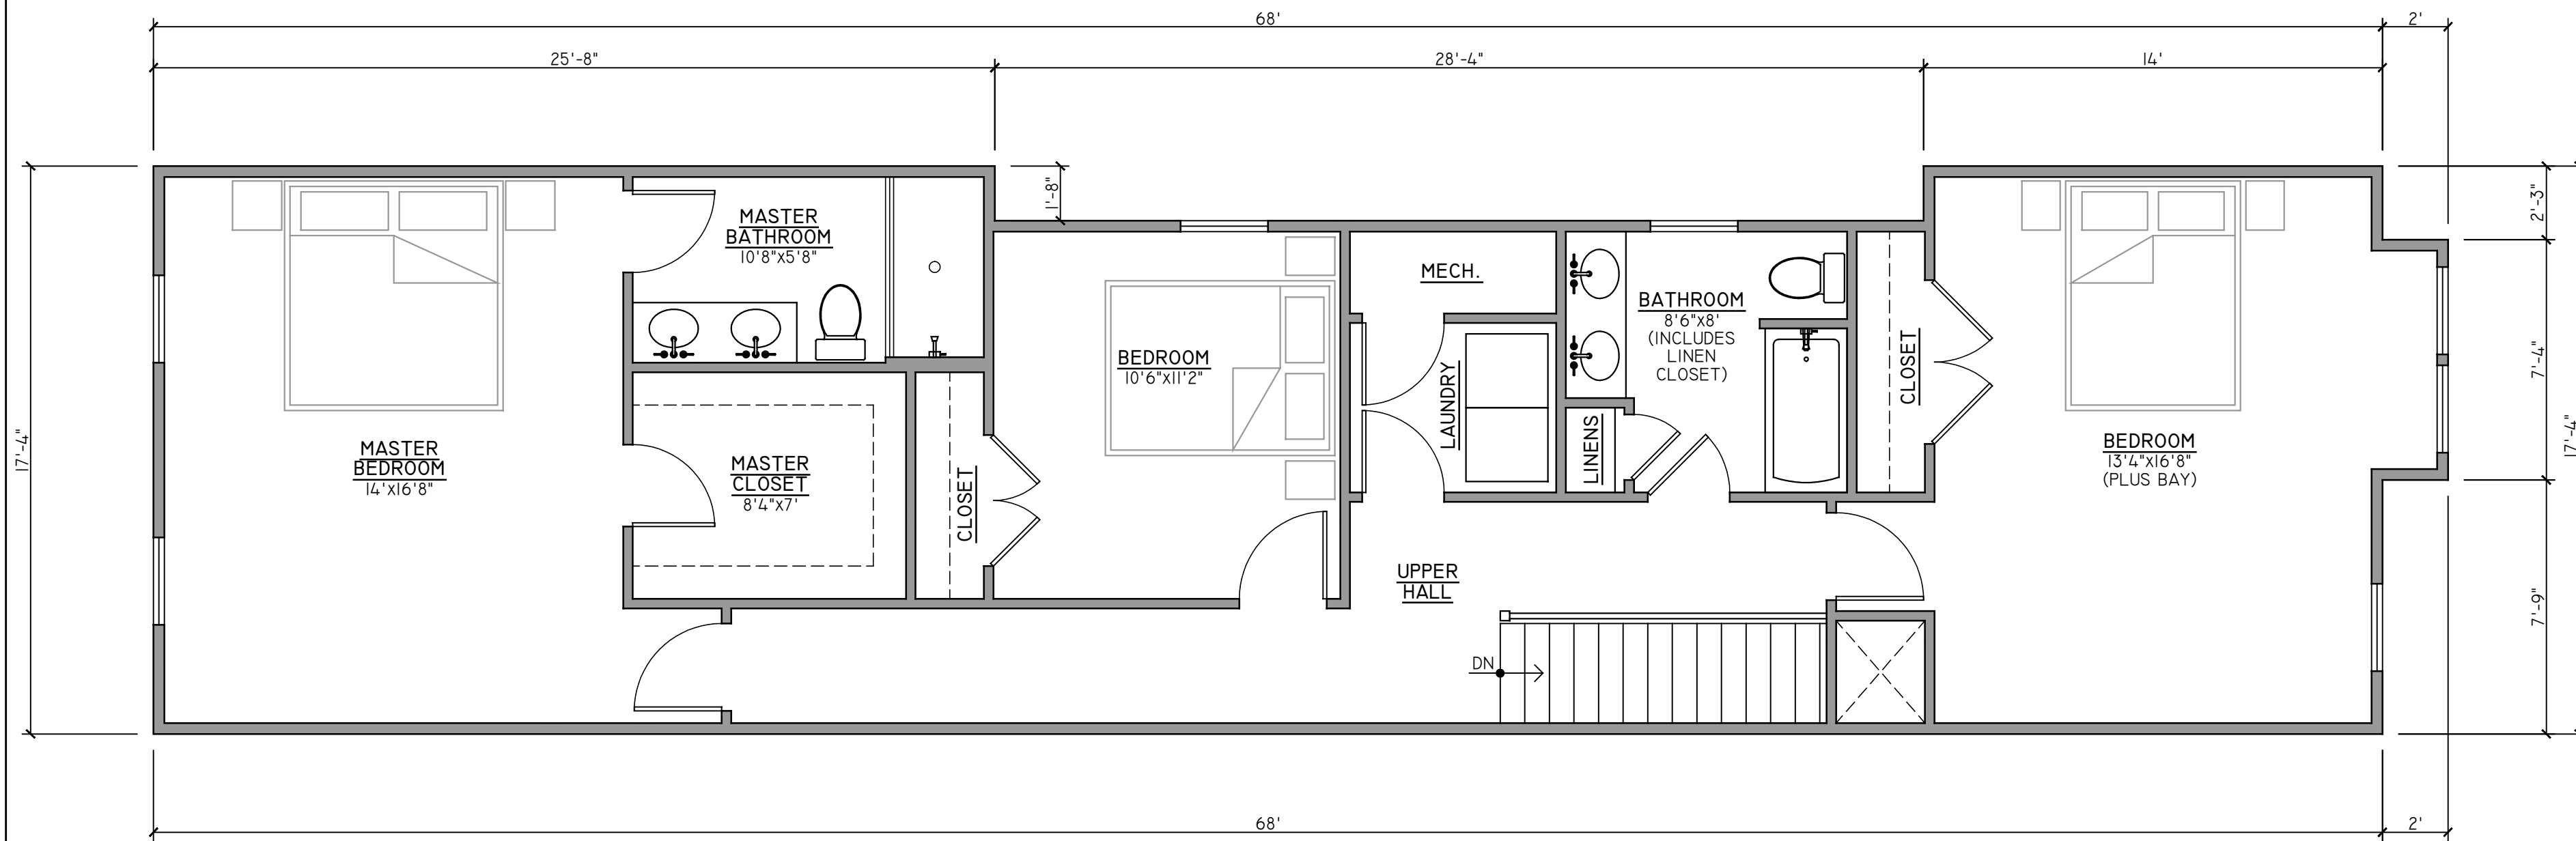 68'
2'
25'-8"
28'-4"
14'
17'-4"
1'-8"
2'-3"
7'-4"
7'-9"
17'-4"
MASTER
BATHROOM
10'8"x5'8"
MASTER
BEDROOM
14'x16'8"
MASTER
CLOSET
8'4"x7'
CLOSET
BEDROOM
10'6"x11'2"
MECH.
LAUNDRY
BATHROOM
8'6"x8'
(INCLUDES
LINEN
CLOSET)
LINENS
CLOSET
BEDROOM
13'4"x16'8"
(PLUS BAY)
UPPER
HALL
DN
68'
2'